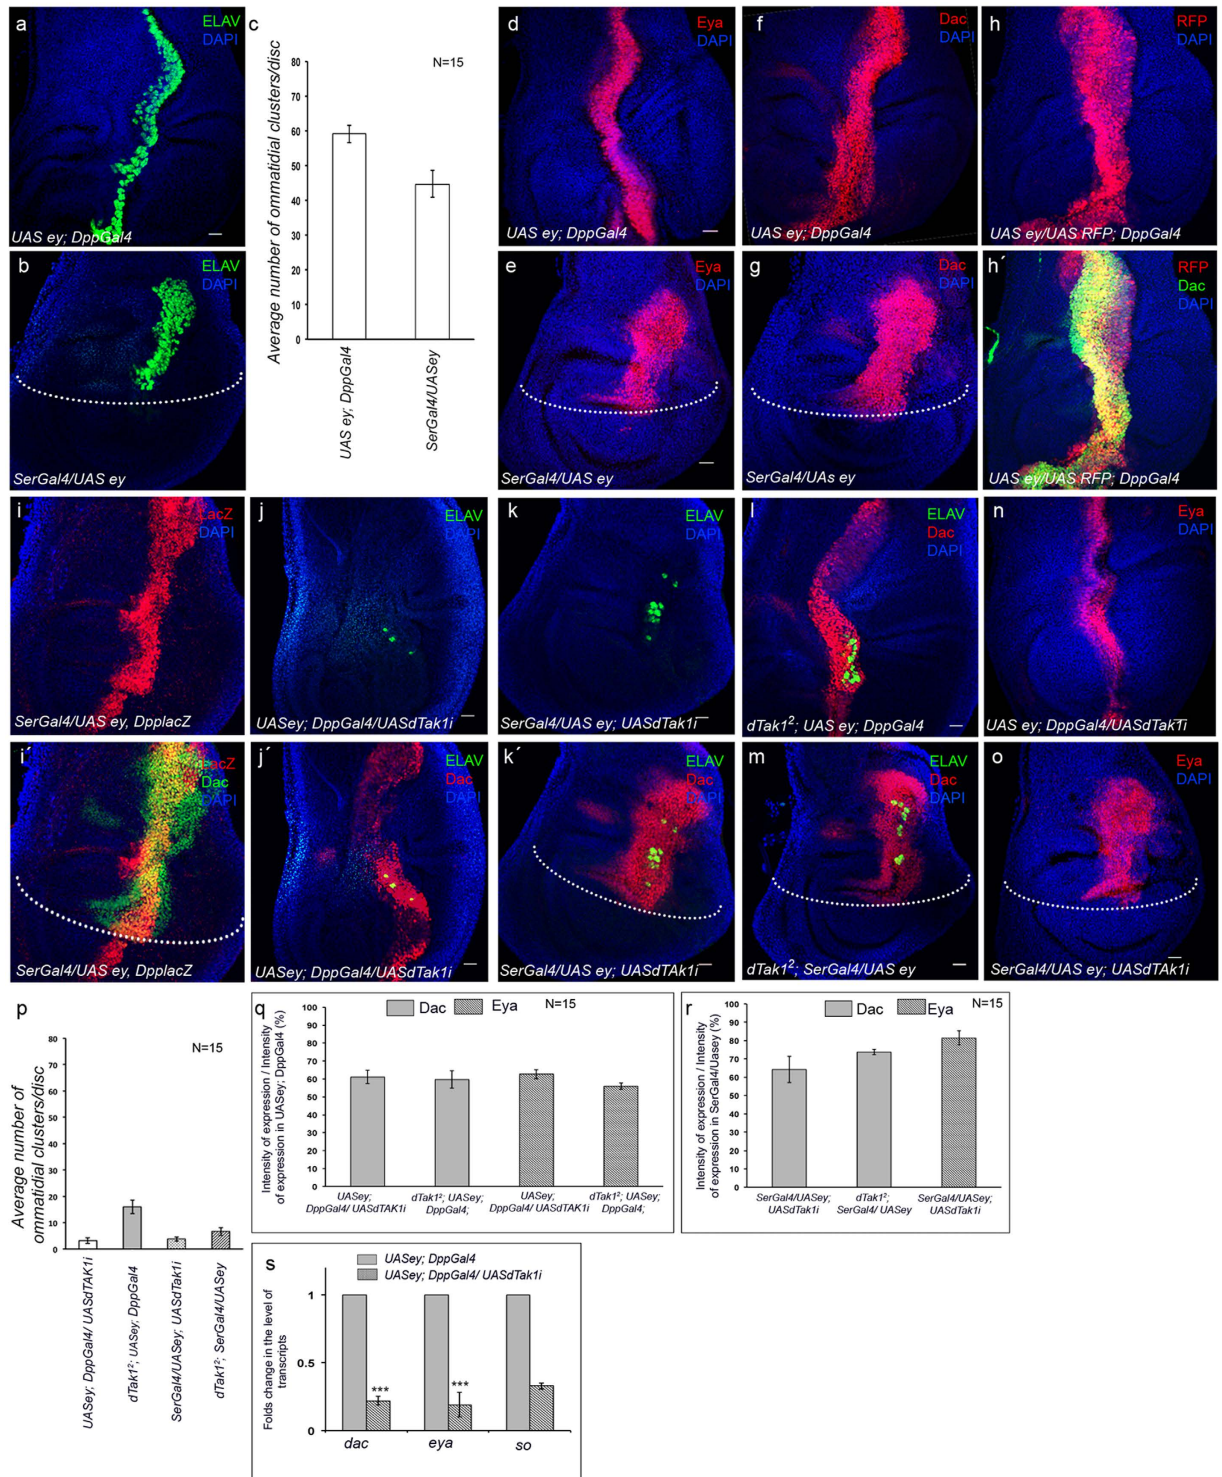 a
ELAV
DAPI
UAS ey; DppGal4
b
ELAV
DAPI
SerGal4/UAS ey
c
N=15
Average number of ommatidial clusters/disc
80
70
60
50
40
30
20
10
0
UAS ey; DppGal4
SerGal4/UASey
d
Eya
DAPI
UAS ey; DppGal4
e
Eya
DAPI
SerGal4/UAS ey
f
Dac
DAPI
UAS ey; DppGal4
g
Dac
DAPI
SerGal4/UAs ey
h
RFP
DAPI
UAS ey/UAS RFP; DppGal4
h´
RFP
Dac
DAPI
UAS ey/UAS RFP; DppGal4
i
LacZ
DAPI
SerGal4/UAS ey, DpplacZ
j
ELAV
DAPI
UASey; DppGal4/UASdTak1i
k
ELAV
DAPI
SerGal4/UAS ey; UASdTak1i
l
ELAV
Dac
DAPI
dTak1²; UAS ey; DppGal4
n
Eya
DAPI
UAS ey; DppGal4/UASdTak1i
i´
LacZ
Dac
DAPI
SerGal4/UAS ey, DpplacZ
j´
ELAV
Dac
DAPI
UASey; DppGal4/UASdTak1i
k´
ELAV
Dac
DAPI
SerGal4/UAS ey; UASdTak1i
m
ELAV
Dac
DAPI
dTak1²; SerGal4/UAS ey
o
Eya
DAPI
SerGal4/UAS ey; UASdTak1i
p
N=15
Average number of
ommatidial clusters/disc
80
70
60
50
40
30
20
10
0
UASey; DppGal4/ UASdTAK1i
dTak1²; UASey; DppGal4
SerGal4/UASey; UASdTak1i
dTak1²; SerGal4/UASey
q
Dac
Eya
N=15
Intensity of expression / Intensity
of expression in UASey; DppGal4 (%)
100
90
80
70
60
50
40
30
20
10
0
UASey;
DppGal4/ UASdTAK1i
dTak1²; UASey;
DppGal4;
UASey;
DppGal4/ UASdTAK1i
dTak1²; UASey;
DppGal4;
r
Dac
Eya
N=15
Intensity of expression / Intensity
of expression in SerGal4/Uasey (%)
100
90
80
70
60
50
40
30
20
10
0
SerGal4/UASey;
UASdTak1i
dTak1²;
SerGal4/ UASey
SerGal4/UASey;
UASdTak1i
s
UASey; DppGal4
UASey; DppGal4/ UASdTak1i
Folds change in the level of
transcripts
1
0.5
0
***
***
dac
eya
so